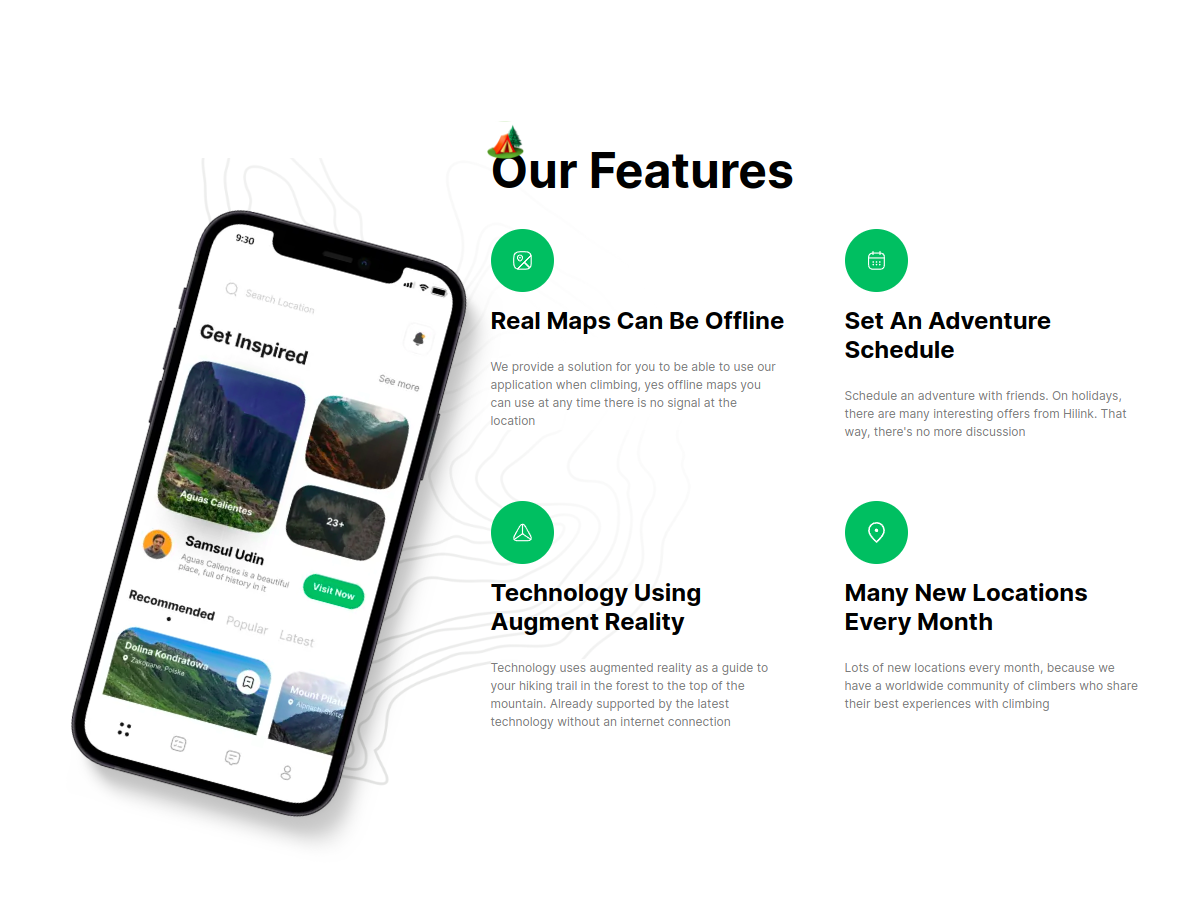 Our Features
9:30
Search Location
Get Inspired
See more
Aguas Calientes
23+
Samsul Udin
Aguas Calientes is a beautiful
place, full of history in it
Visit Now
Recommended
Popular
Latest
Dolina Kondratowa
Zakopane, Polska
Mount
Real Maps Can Be Offline
We provide a solution for you to be able to use our
application when climbing, yes offline maps you
can use at any time there is no signal at the
location
Set An Adventure
Schedule
Schedule an adventure with friends. On holidays,
there are many interesting offers from Hilink. That
way, there's no more discussion
Technology Using
Augment Reality
Technology uses augmented reality as a guide to
your hiking trail in the forest to the top of the
mountain. Already supported by the latest
technology without an internet connection
Many New Locations
Every Month
Lots of new locations every month, because we
have a worldwide community of climbers who share
their best experiences with climbing